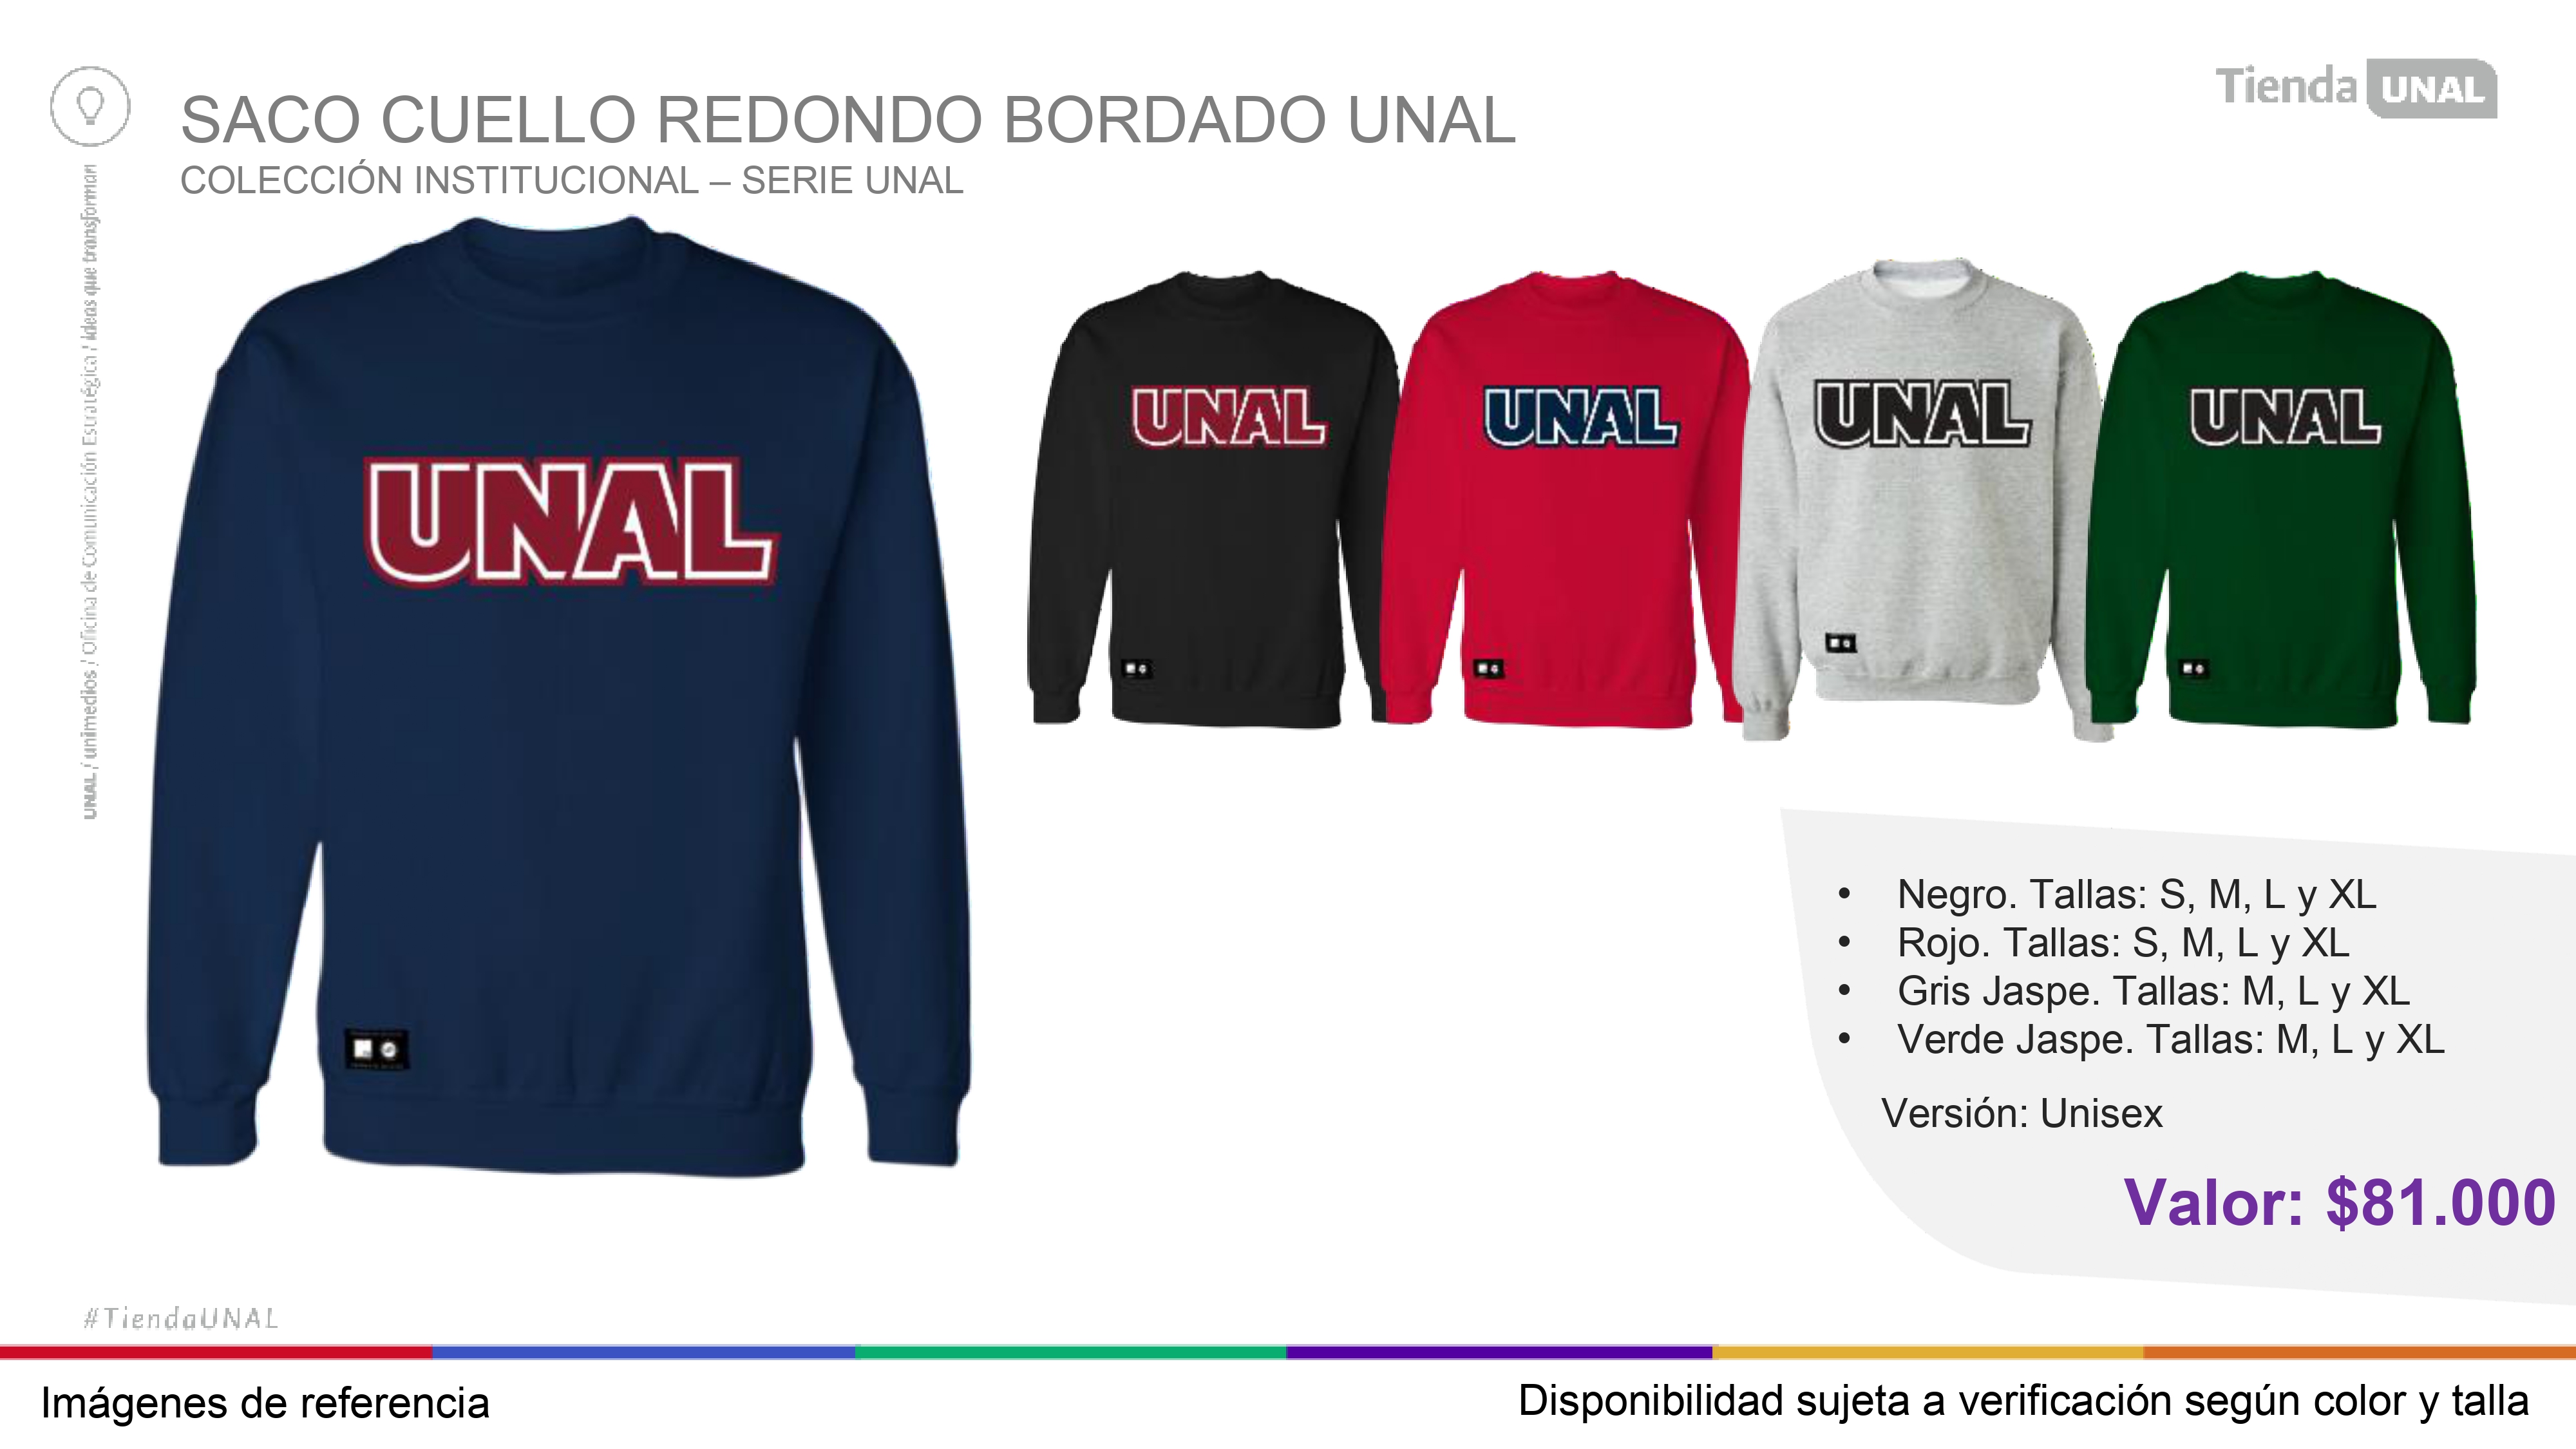 SACO CUELLO REDONDO BORDADO UNAL
COLECCIÓN INSTITUCIONAL – SERIE UNAL
Tienda UNAL
UNAL / unimedios / Oficina de Comunicación Estratégica / Ideas que transforman
UNAL
UNAL
UNAL
UNAL
UNAL
• Negro. Tallas: S, M, L y XL
• Rojo. Tallas: S, M, L y XL
• Gris Jaspe. Tallas: M, L y XL
• Verde Jaspe. Tallas: M, L y XL
Versión: Unisex
Valor: $81.000
#TiendaUNAL
Imágenes de referencia
Disponibilidad sujeta a verificación según color y talla